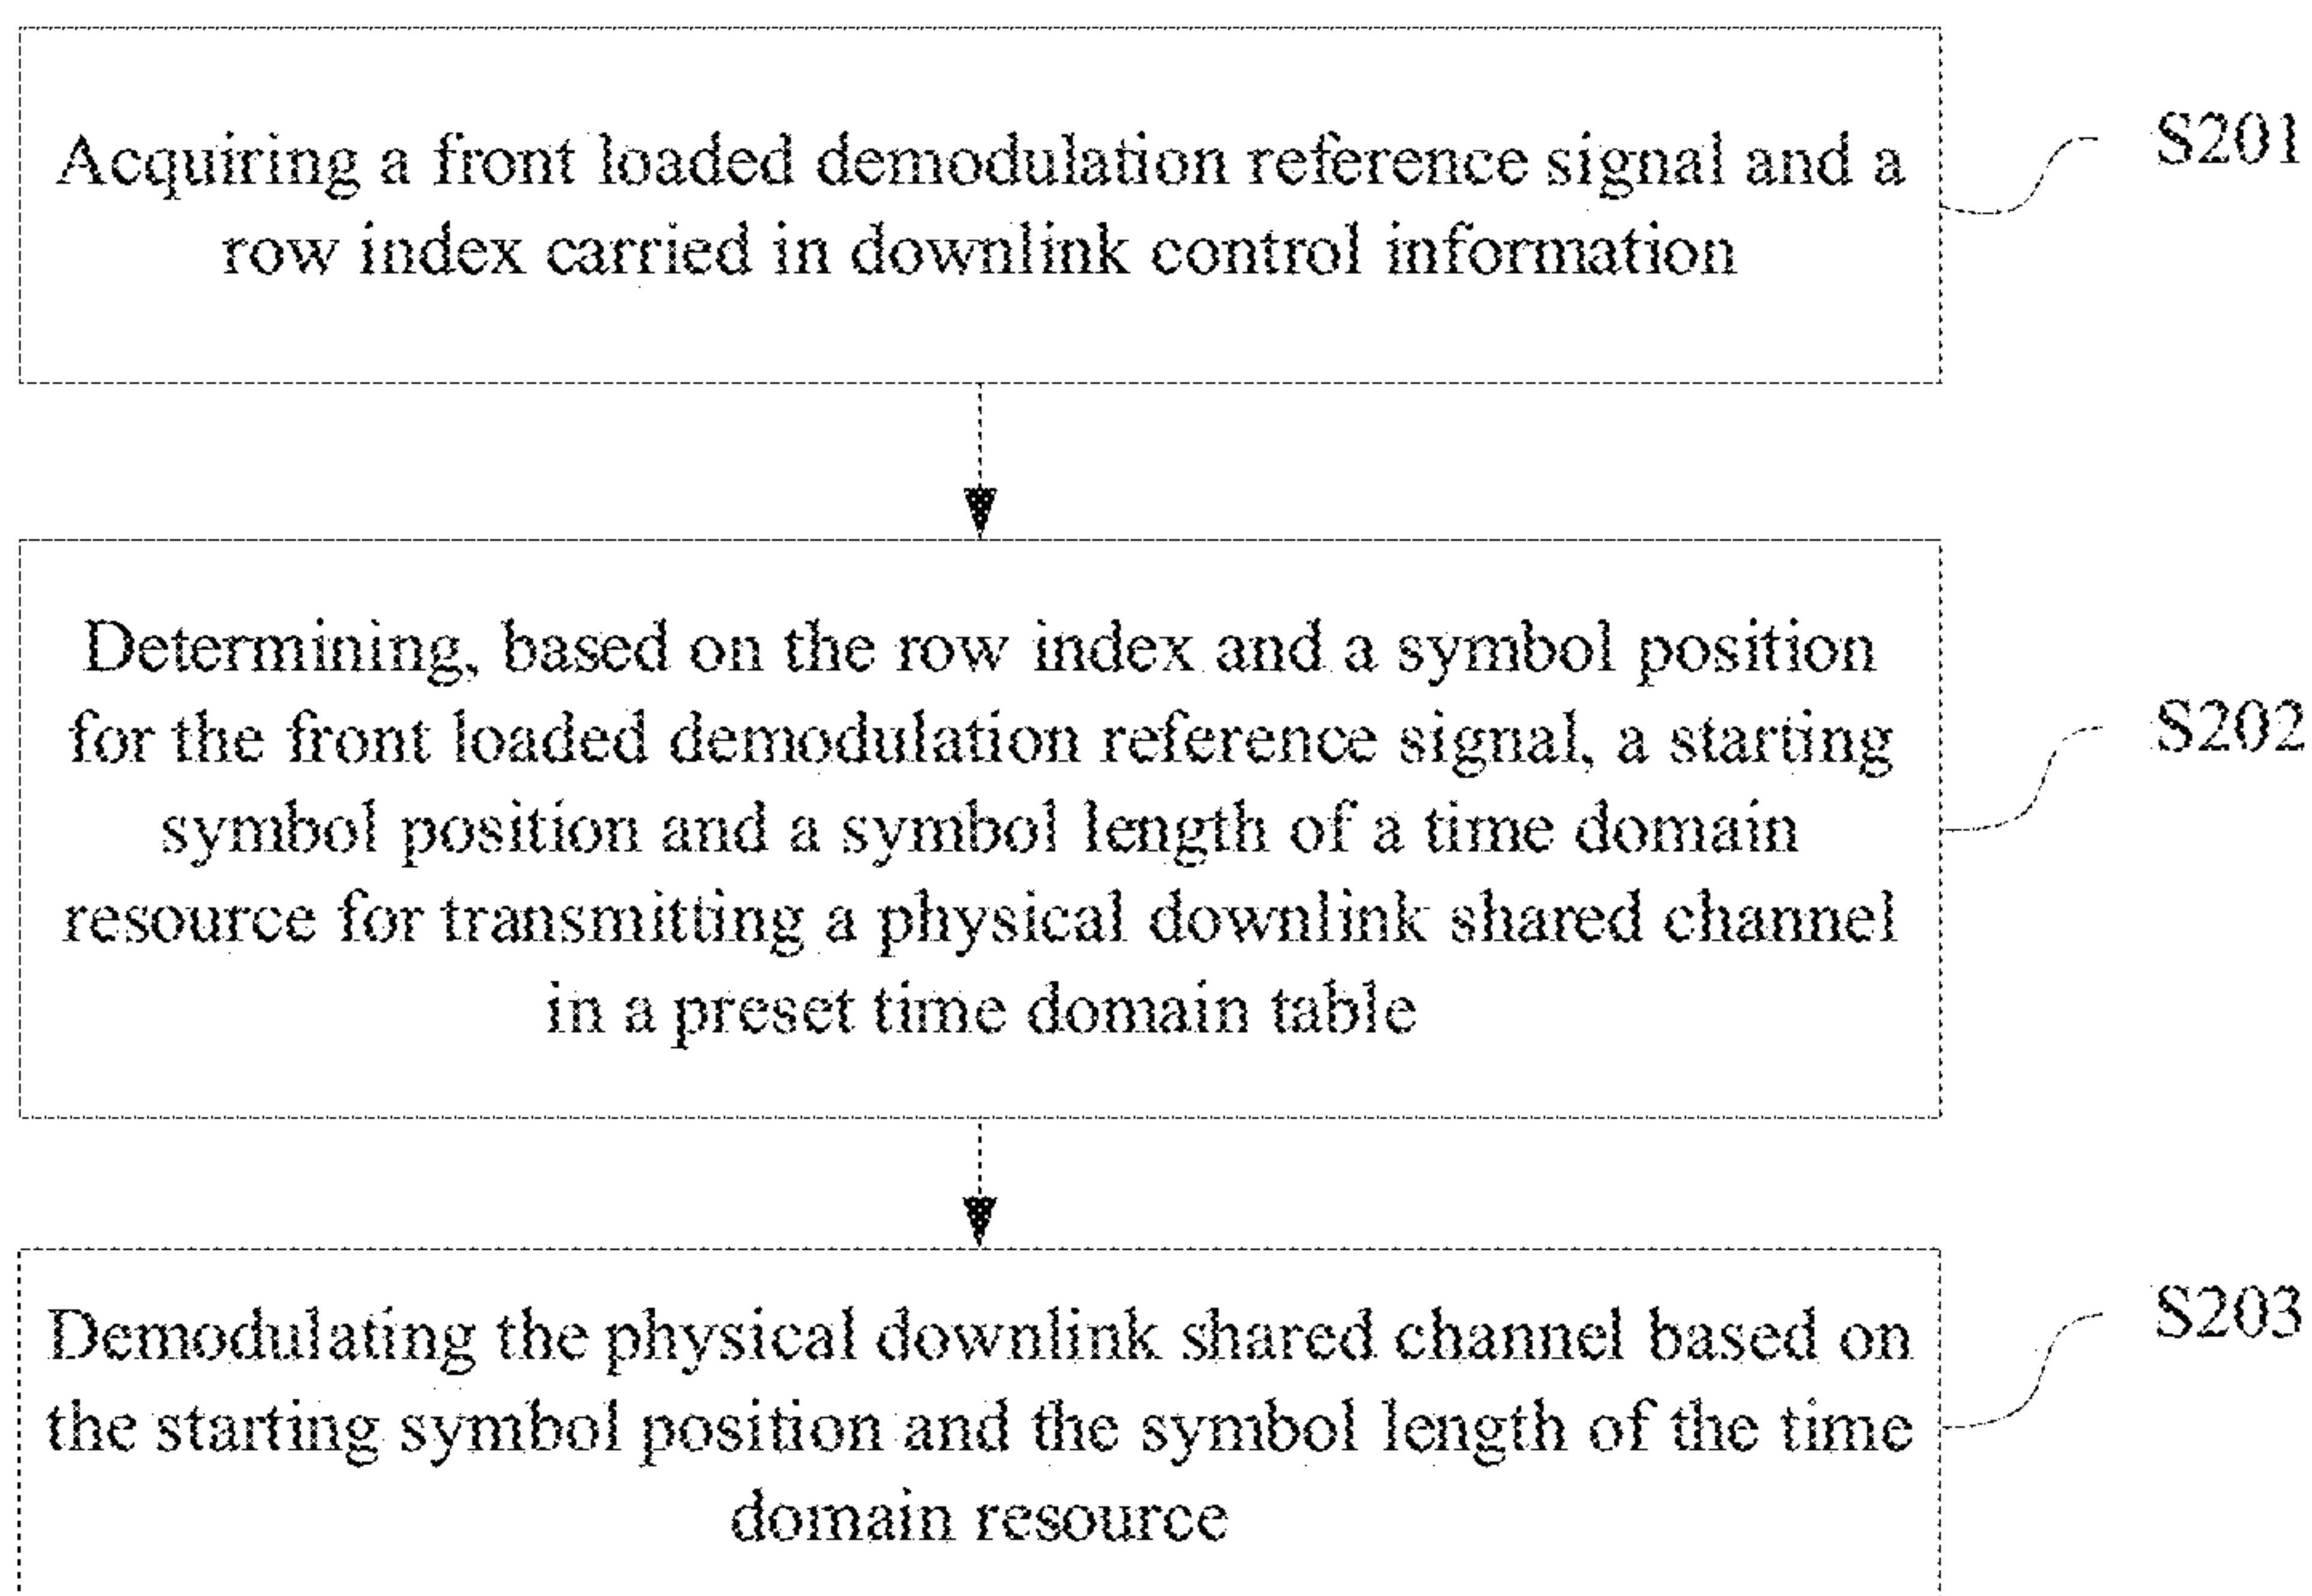 Acquiring a front loaded demodulation reference signal and a
row index carried in downlink control information
S201
Determining, based on the row index and a symbol position
for the front loaded demodulation reference signal, a starting
symbol position and a symbol length of a time domain
resource for transmitting a physical downlink shared channel
in a preset time domain table
S202
Demodulating the physical downlink shared channel based on
the starting symbol position and the symbol length of the time
domain resource
S203